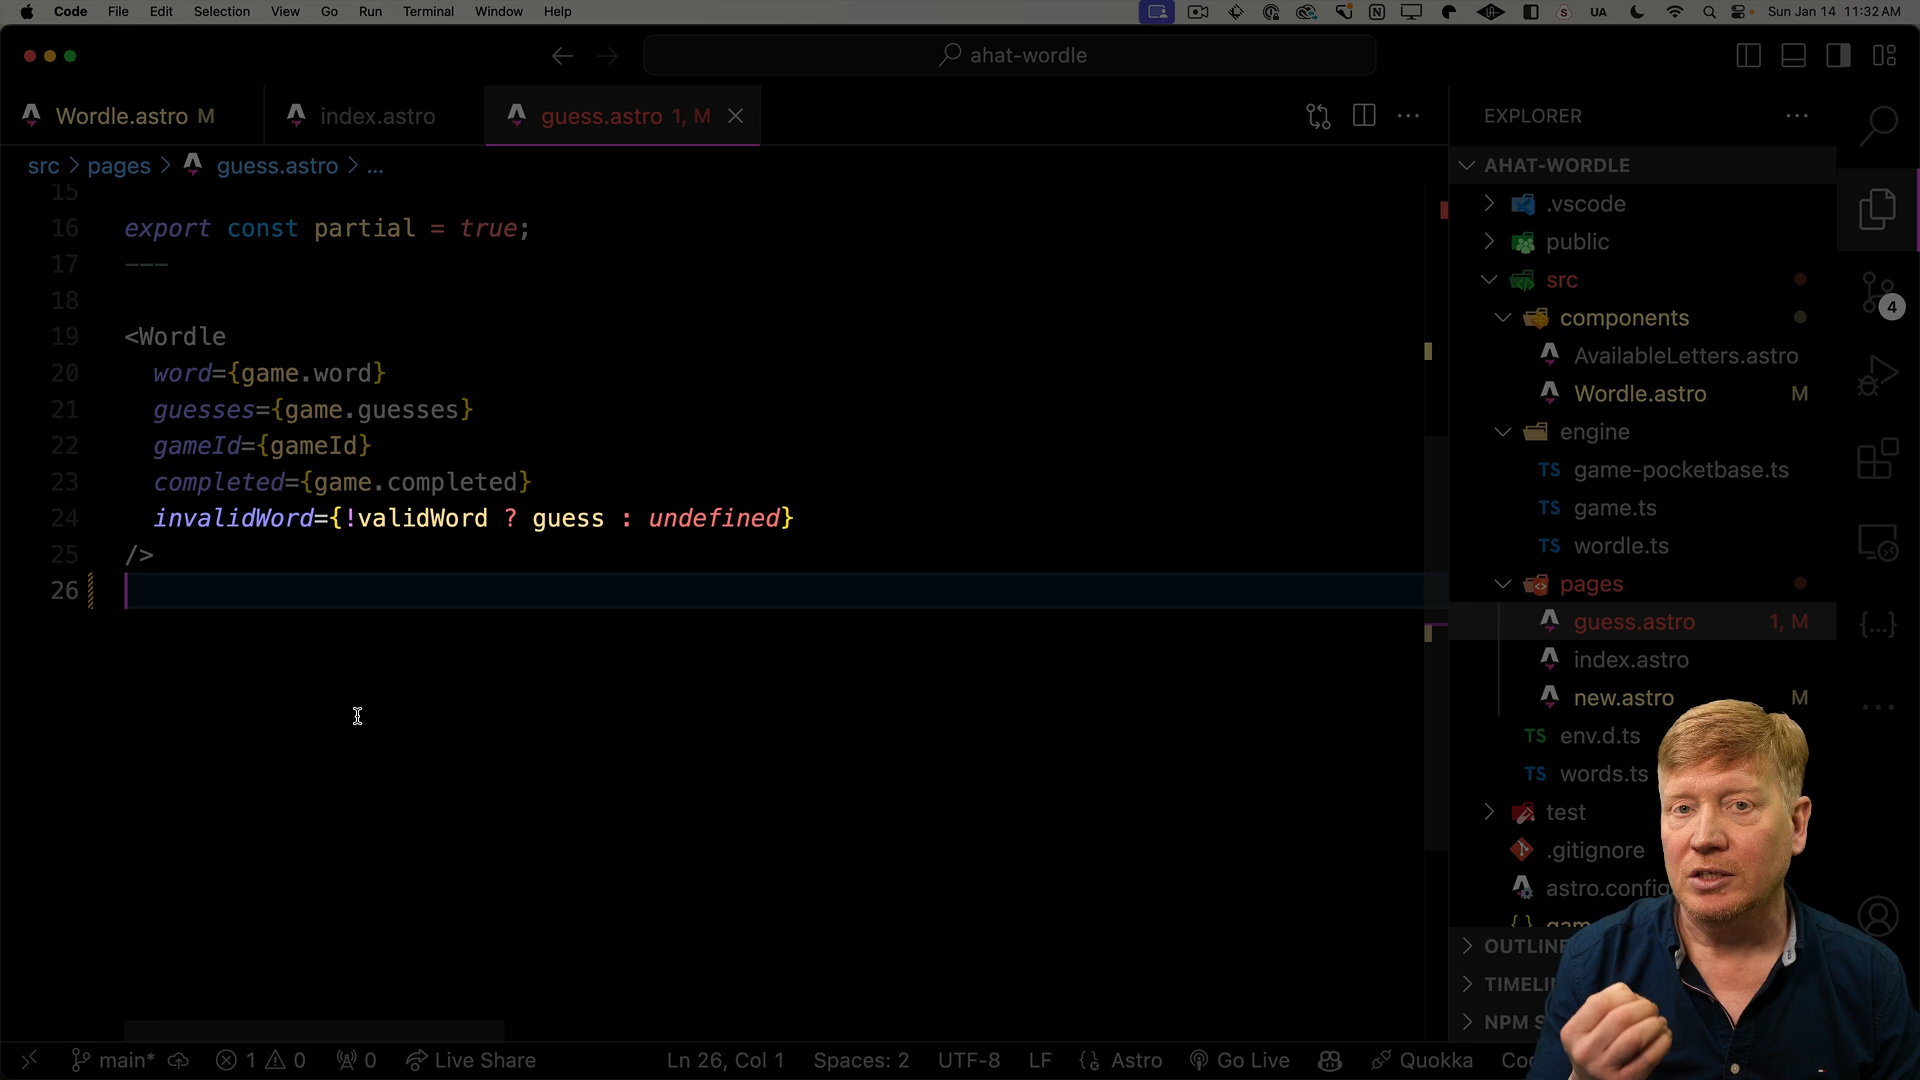 Code File Edit Selection View Go Run Terminal Window Help UA Sun Jan 14 11:32 AM
ahat-wordle
Wordle.astro M index.astro guess.astro 1, M
src > pages > guess.astro > ...
15
16 export const partial = true;
17 ---
18
19 <Wordle
20 word={game.word}
21 guesses={game.guesses}
22 gameId={gameId}
23 completed={game.completed}
24 invalidWord={!validWord ? guess : undefined}
25 />
26
EXPLORER
AHAT-WORDLE
.vscode
public
src
components
AvailableLetters.astro
Wordle.astro M
engine
TS game-pocketbase.ts
TS game.ts
TS wordle.ts
pages
guess.astro 1, M
index.astro
new.astro M
TS env.d.ts
TS words.ts
test
.gitignore
astro.config
OUTLINE
TIMELI
NPM S
4
main* 1 0 0 Live Share Ln 26, Col 1 Spaces: 2 UTF-8 LF Astro Go Live Quokka